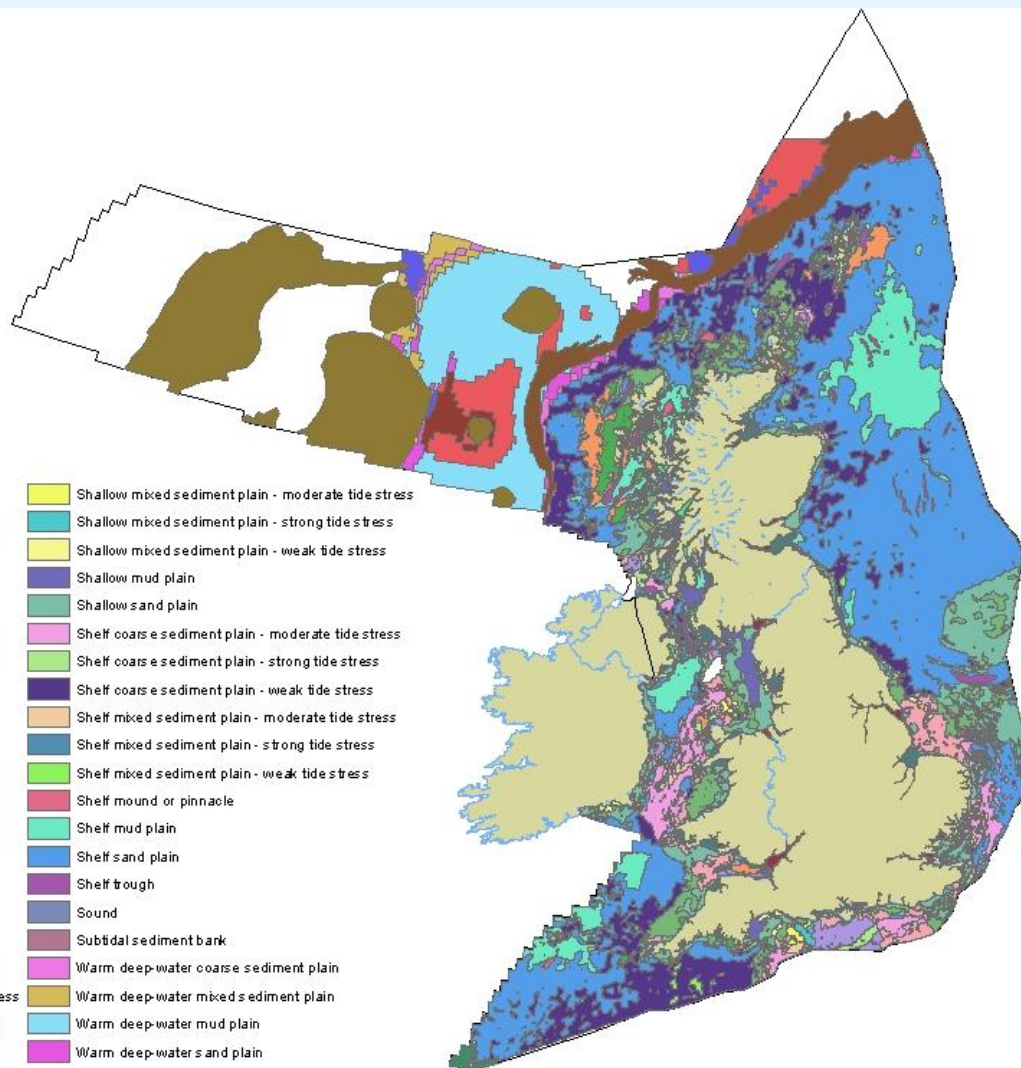 Shallow mixed sediment plain - moderate tide stress
Shallow mixed sediment plain - strong tide stress
Shallow mixed sediment plain - weak tide stress
Shallow mud plain
Shallow sand plain
Shelf coarse sediment plain - moderate tide stress
Shelf coarse sediment plain - strong tide stress
Shelf coarse sediment plain - weak tide stress
Shelf mixed sediment plain - moderate tide stress
Shelf mixed sediment plain - strong tide stress
Shelf mixed sediment plain - weak tide stress
Shelf mound or pinnacle
Shelf mud plain
Shelf sand plain
Shelf trough
Sound
Subtidal sediment bank
Warm deep-water coarse sediment plain
ess Warm deep-water mixed sediment plain
Warm deep-water mud plain
Warm deep-water sand plain